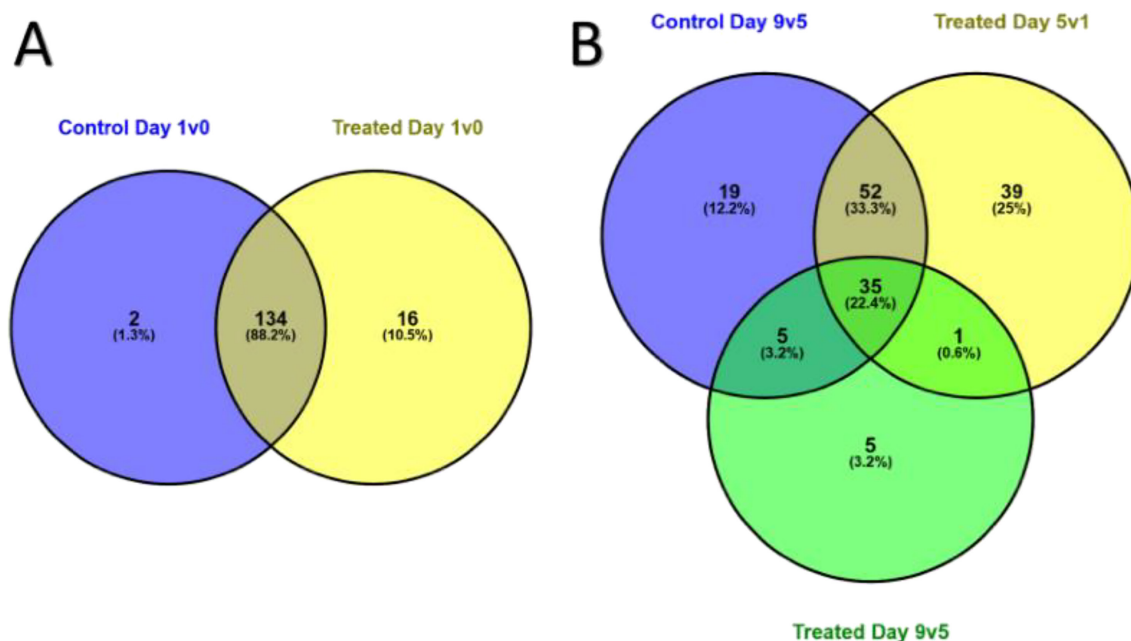 A
Control Day 1v0
Treated Day 1v0
2
(1.3%)
134
(88.2%)
16
(10.5%)
B
Control Day 9v5
Treated Day 5v1
19
(12.2%)
52
(33.3%)
39
(25%)
35
(22.4%)
5
(3.2%)
1
(0.6%)
5
(3.2%)
Treated Day 9v5